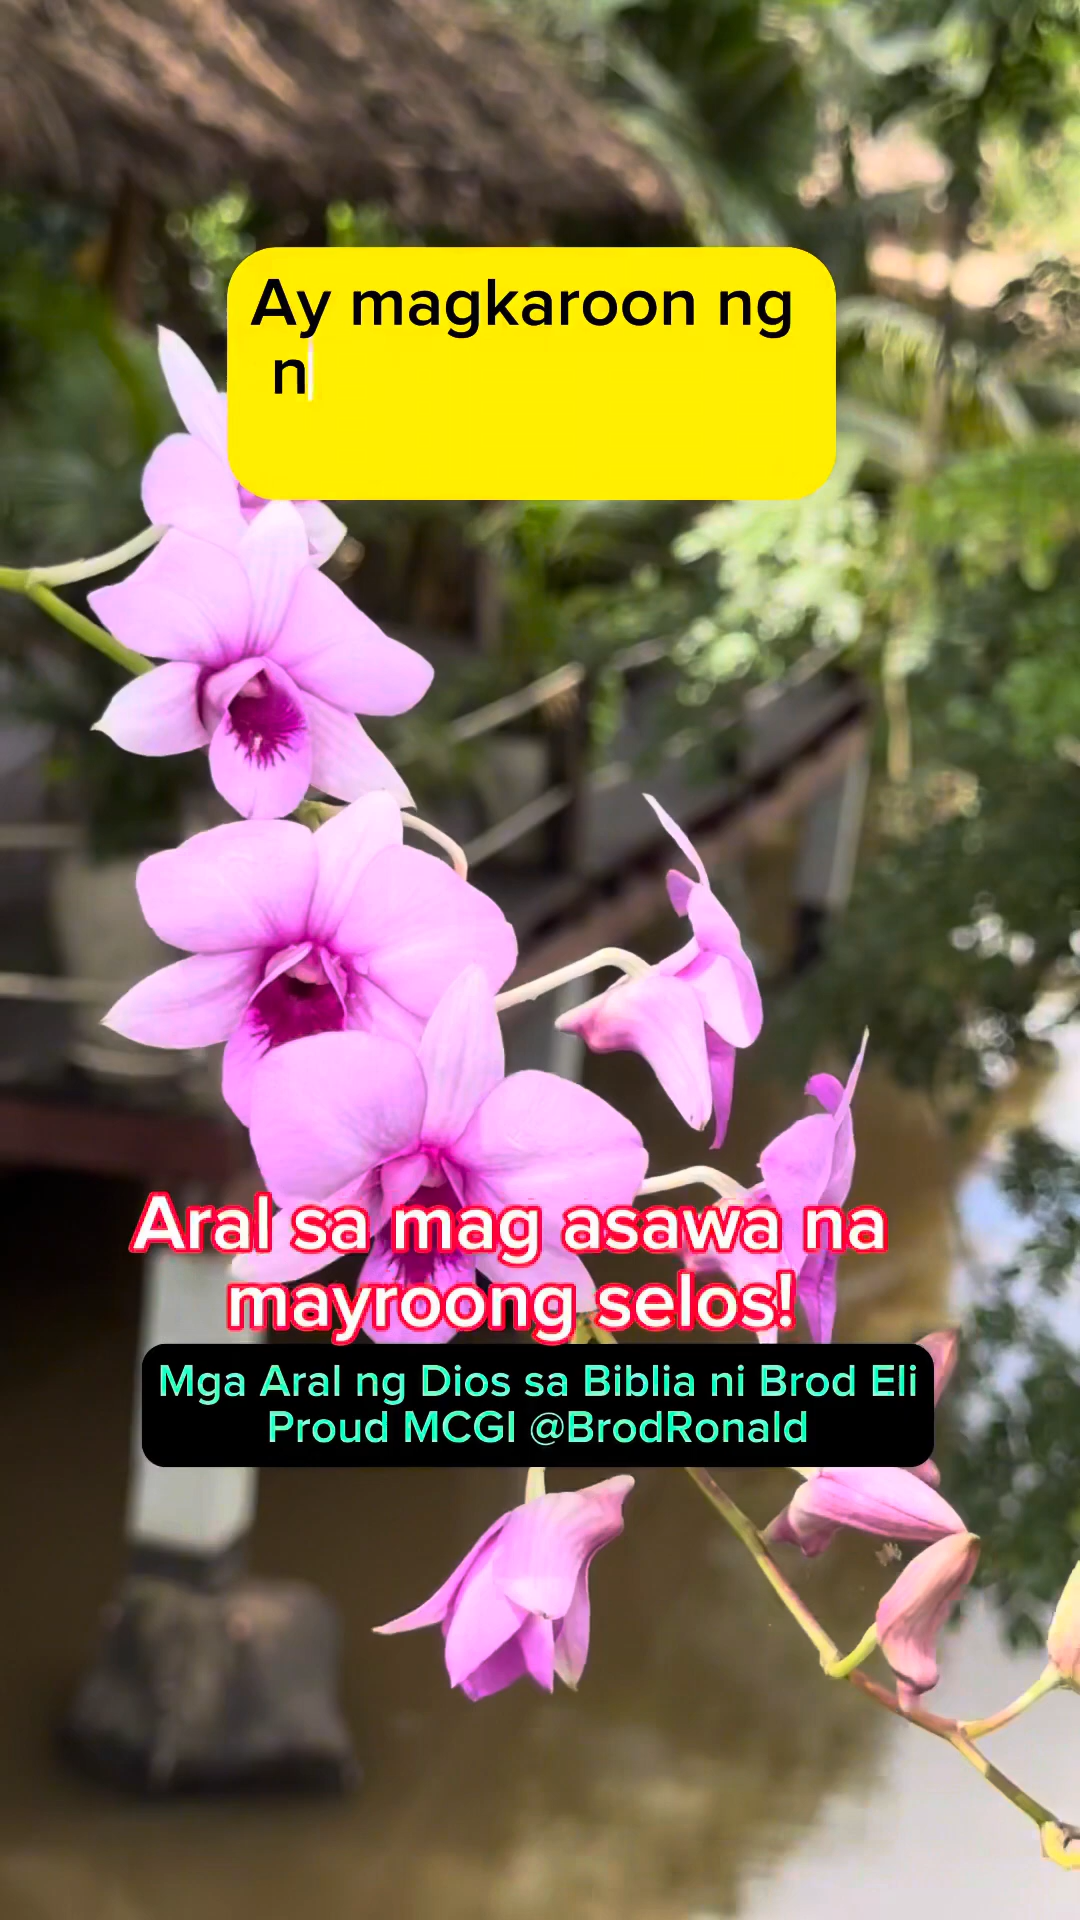 Ay magkaroon ng
n
Aral sa mag asawa na
mayroong selos!
Mga Aral ng Dios sa Biblia ni Brod Eli
Proud MCGI @BrodRonald